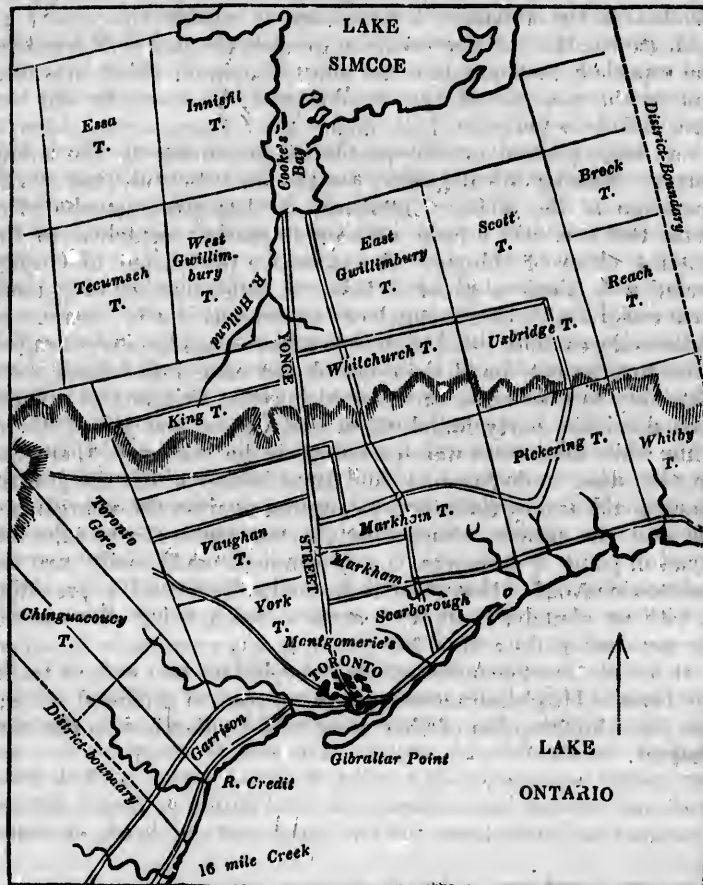 LAKE
SIMCOE
Essa
T.
Innisfil
T.
Cooke's
Bay
District-Boundary
Brock
T.
Scott
T.
East
Gwillimbury
T.
West
Gwillim-
bury
T.
Tecumseh
T.
R. Holland
Reach
T.
YONGE
STREET
Whitchurch T.
Uxbridge T.
King T.
Pickering T.
Whitby
T.
Toronto
Gore.
Vaughan
T.
Markham T.
Markham
York
T.
Scarborough
Chinguacoucy
T.
Montgomerie's
TORONTO
District-boundary
Garrison
Gibraltar Point
R. Credit
LAKE
ONTARIO
16 mile Creek